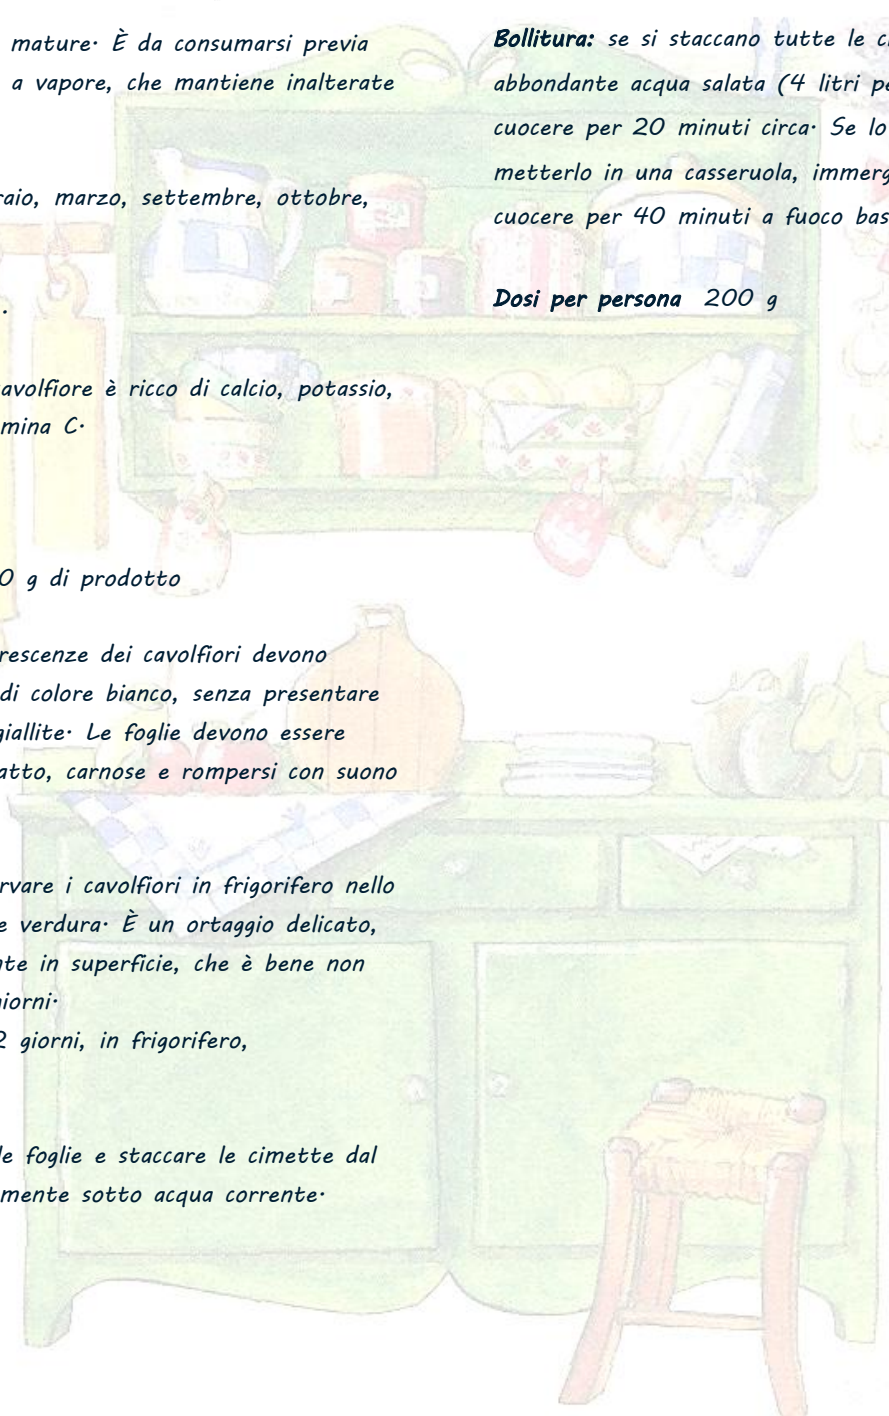 mature. È da consumarsi previa
a vapore, che mantiene inalterate
raio, marzo, settembre, ottobre,
.
avolfiore è ricco di calcio, potassio,
mina C.
0 g di prodotto
rescenze dei cavolfiori devono
di colore bianco, senza presentare
giallite. Le foglie devono essere
atto, carnose e rompersi con suono
rvare i cavolfiori in frigorifero nello
e verdura. È un ortaggio delicato,
nte in superficie, che è bene non
iorni.
2 giorni, in frigorifero,
le foglie e staccare le cimette dal
mente sotto acqua corrente.
Bollitura: se si staccano tutte le c
abbondante acqua salata (4 litri pe
cuocere per 20 minuti circa. Se lo
metterlo in una casseruola, immerg
cuocere per 40 minuti a fuoco bas
Dosi per persona 200 g